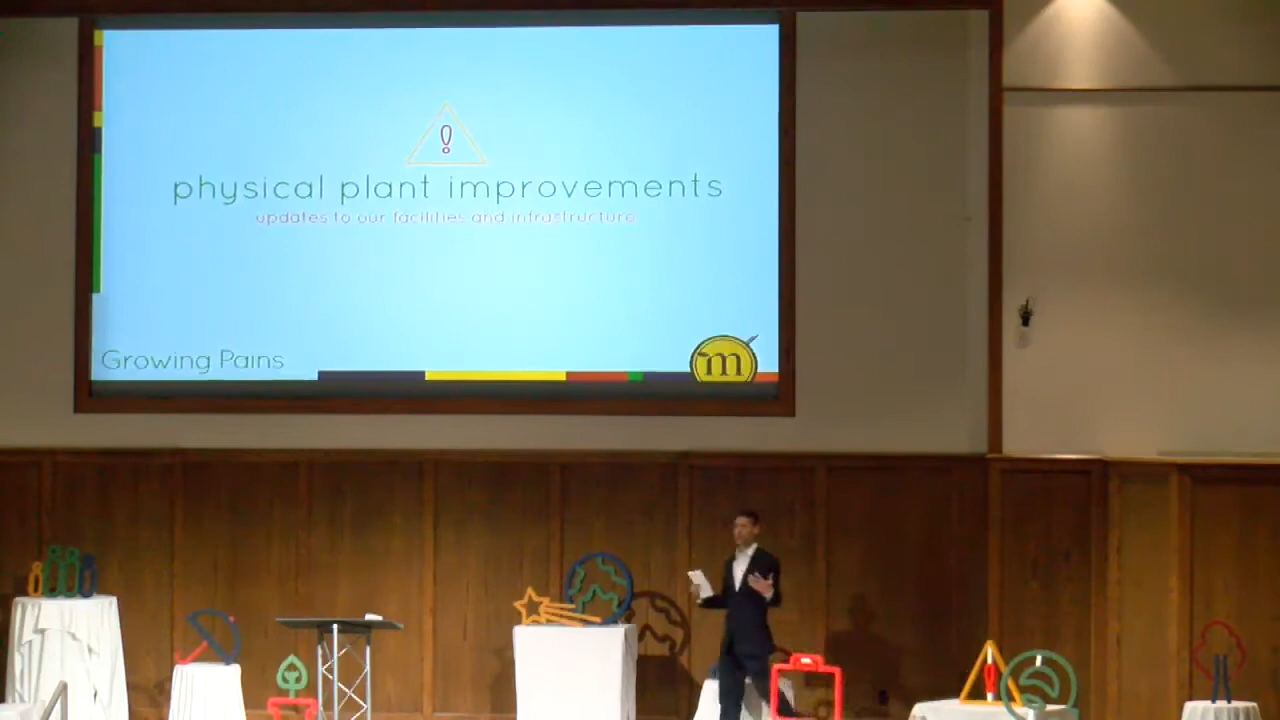 !
physical plant improvements
updates to our facilities and infrastructure
Growing Pains
m